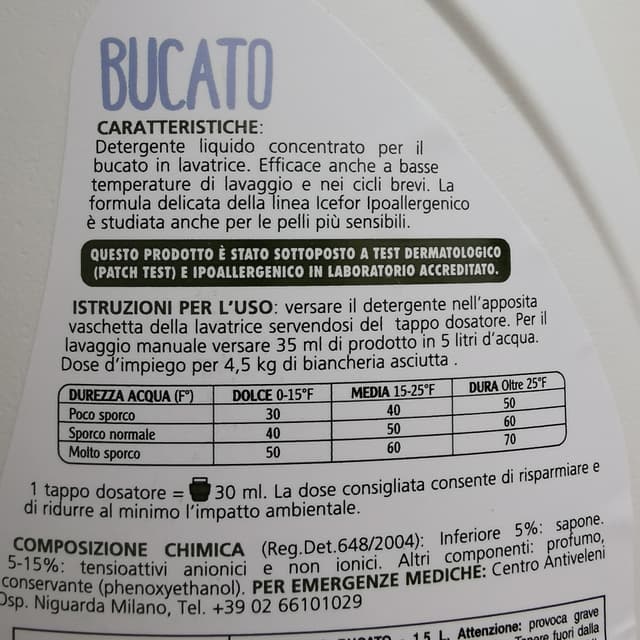 BUCATO
CARATTERISTICHE:
Detergente liquido concentrato per il
bucato in lavatrice. Efficace anche a basse
temperature di lavaggio e nei cicli brevi. La
formula delicata della linea Icefor Ipoallergenico
è studiata anche per le pelli più sensibili.
QUESTO PRODOTTO È STATO SOTTOPOSTO A TEST DERMATOLOGICO
(PATCH TEST) E IPOALLERGENICO IN LABORATORIO ACCREDITATO.
ISTRUZIONI PER L'USO: versare il detergente nell'apposita
vaschetta della lavatrice servendosi del tappo dosatore. Per il
lavaggio manuale versare 35 ml di prodotto in 5 litri d'acqua.
Dose d'impiego per 4,5 kg di biancheria asciutta .
DUREZZA ACQUA (F°) DOLCE 0-15°F MEDIA 15-25°F DURA Oltre 25°F
Poco sporco 30 40 50
Sporco normale 40 50 60
Molto sporco 50 60 70
1 tappo dosatore = 30 ml. La dose consigliata consente di risparmiare e
di ridurre al minimo l'impatto ambientale.
COMPOSIZIONE CHIMICA (Reg.Det.648/2004): Inferiore 5%: sapone.
5-15%: tensioattivi anionici e non ionici. Altri componenti: profumo,
conservante (phenoxyethanol). PER EMERGENZE MEDICHE: Centro Antiveleni
Osp. Niguarda Milano, Tel. +39 02 66101029
BUCATO - 1,5 L. Attenzione: provoca grave
Tenere fuori dalla